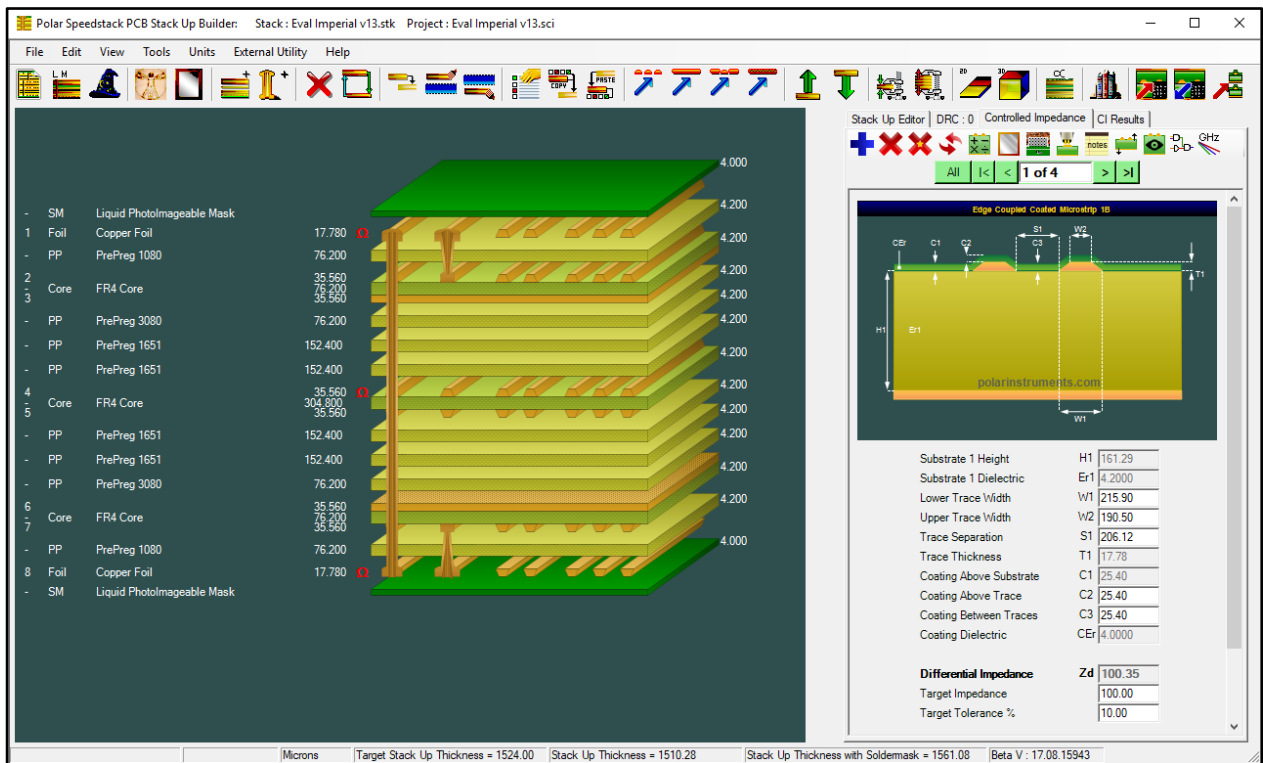 Polar Speedstack PCB Stack Up Builder: Stack : Eval Imperial v13.stk Project : Eval Imperial v13.sci
File Edit View Tools Units External Utility Help
Stack Up Editor DRC : 0 Controlled Impedance CI Results
notes GHz
All |< < 1 of 4 > >|
Edge Coupled Coated Microstrip 1B
CEr C1 C2 S1 C3 W2 T1
H1 Er1
polarinstruments.com
W1
4.000
- SM Liquid PhotoImageable Mask 4.200
1 Foil Copper Foil 17.780 Ω 4.200
- PP PrePreg 1080 76.200 4.200
2 35.560
- Core FR4 Core 76.200 4.200
3 35.560
- PP PrePreg 3080 76.200 4.200
- PP PrePreg 1651 152.400 4.200
- PP PrePreg 1651 152.400
4 35.560 Ω 4.200
- Core FR4 Core 304.800 4.200
5 35.560
- PP PrePreg 1651 152.400 4.200
- PP PrePreg 1651 152.400 4.200
- PP PrePreg 3080 76.200
6 35.560 4.200
- Core FR4 Core 76.200
7 35.560
- PP PrePreg 1080 76.200 4.000
8 Foil Copper Foil 17.780 Ω
- SM Liquid PhotoImageable Mask
Substrate 1 Height H1 161.29
Substrate 1 Dielectric Er1 4.2000
Lower Trace Width W1 215.90
Upper Trace Width W2 190.50
Trace Separation S1 206.12
Trace Thickness T1 17.78
Coating Above Substrate C1 25.40
Coating Above Trace C2 25.40
Coating Between Traces C3 25.40
Coating Dielectric CEr 4.0000
Differential Impedance Zd 100.35
Target Impedance 100.00
Target Tolerance % 10.00
Microns Target Stack Up Thickness = 1524.00 Stack Up Thickness = 1510.28 Stack Up Thickness with Soldermask = 1561.08 Beta V : 17.08.15943